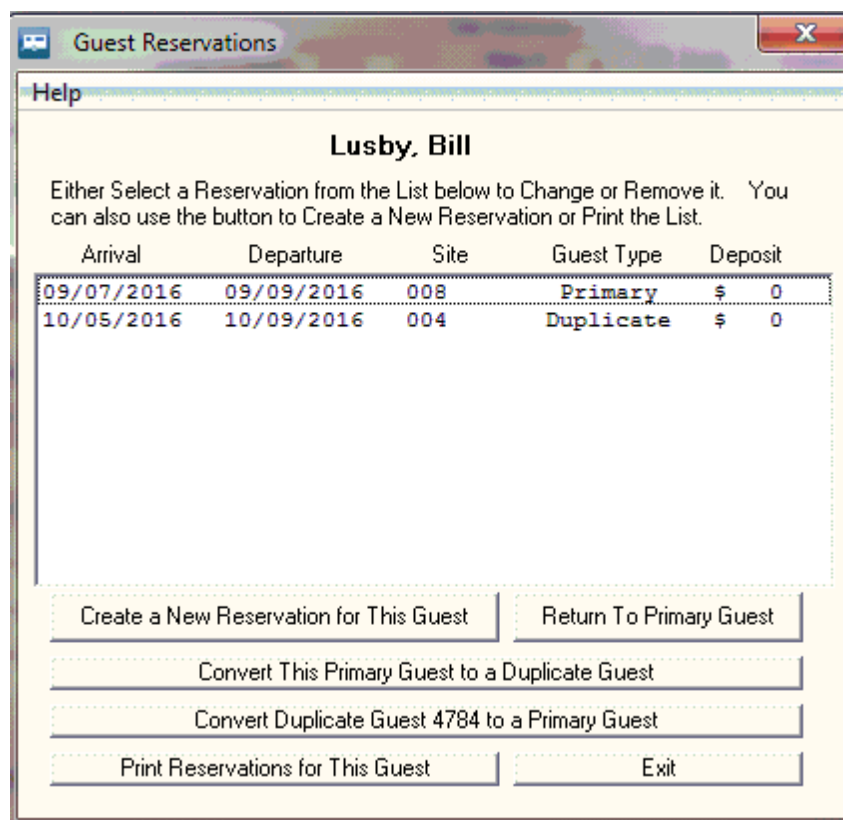 Guest Reservations
Help
Lusby, Bill
Either Select a Reservation from the List below to Change or Remove it. You
can also use the button to Create a New Reservation or Print the List.
Arrival Departure Site Guest Type Deposit
09/07/2016 09/09/2016 008 Primary $ 0
10/05/2016 10/09/2016 004 Duplicate $ 0
Create a New Reservation for This Guest Return To Primary Guest
Convert This Primary Guest to a Duplicate Guest
Convert Duplicate Guest 4784 to a Primary Guest
Print Reservations for This Guest Exit